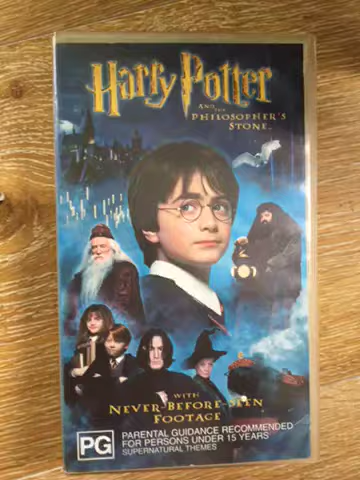 Harry Potter
AND THE
PHILOSOPHER'S
STONE
WITH
NEVER-BEFORE-SEEN
FOOTAGE
PG
PARENTAL GUIDANCE RECOMMENDED
FOR PERSONS UNDER 15 YEARS
SUPERNATURAL THEMES